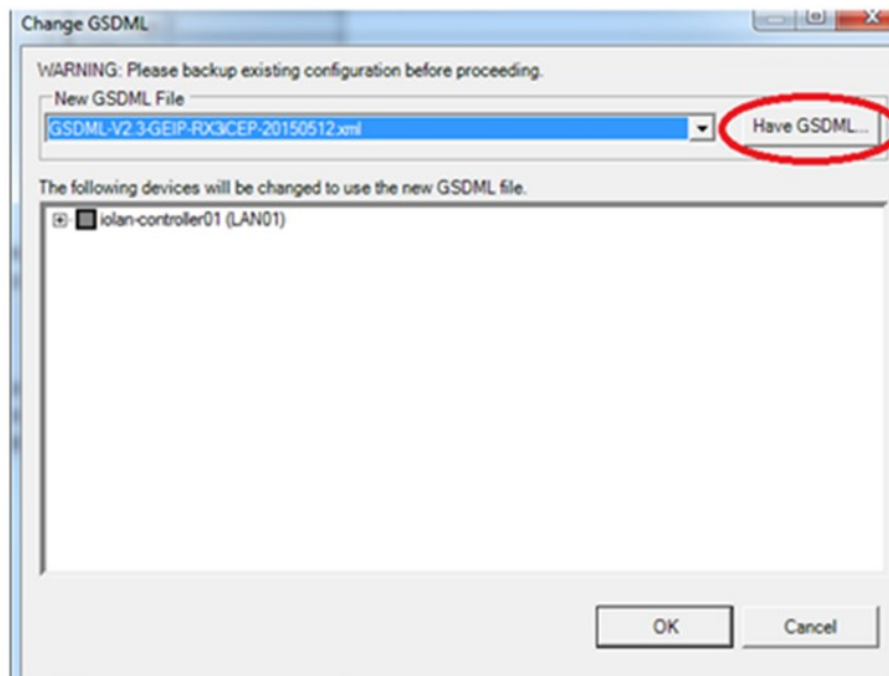 Change GSDML
WARNING: Please backup existing configuration before proceeding.
New GSDML File
GSDML-V2.3-GEIP-RX3iCEP-20150512.xml
Have GSDML...
The following devices will be changed to use the new GSDML file.
iolan-controller01 (LAN01)
OK
Cancel